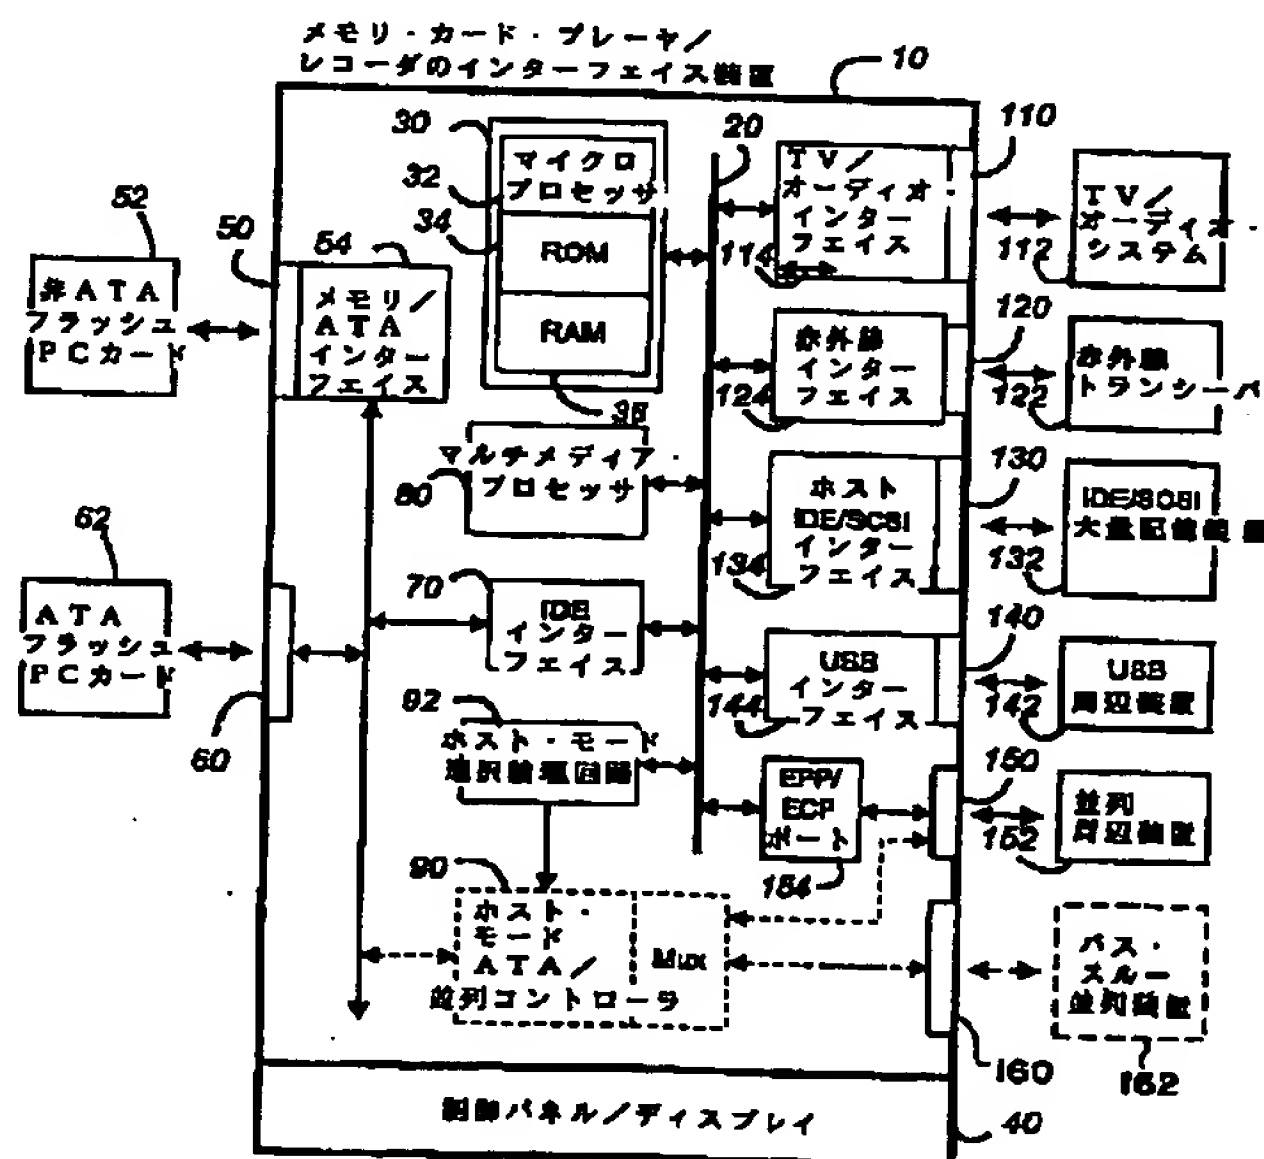 メモリ・カード・プレーヤ／
レコーダのインターフェイス装置
10
30
20
110
マイクロ
プロセッサ
32
34
ROM
RAM
36
TV／
オーディオ・
インター
フェイス
114
TV／
オーディオ・
システム
112
52
非ATA
フラッシュ
PCカード
50
54
メモリ／
ATA
インター
フェイス
120
赤外線
インター
フェイス
124
赤外線
トランシーバ
122
マルチメディア・
プロセッサ
80
130
ホスト
IDE/SCSI
インター
フェイス
134
IDE/SCSI
大量記憶装置
132
62
ATA
フラッシュ
PCカード
60
70
IDE
インター
フェイス
140
USB
インター
フェイス
144
USB
周辺装置
142
92
ホスト・モード
選択論理回路
150
EPP/
ECP
ポート
154
並列
周辺装置
152
90
ホスト・
モード
ATA／
並列コントローラ
Mux
パス・
スルー
並列装置
160
162
制御パネル／ディスプレイ
40